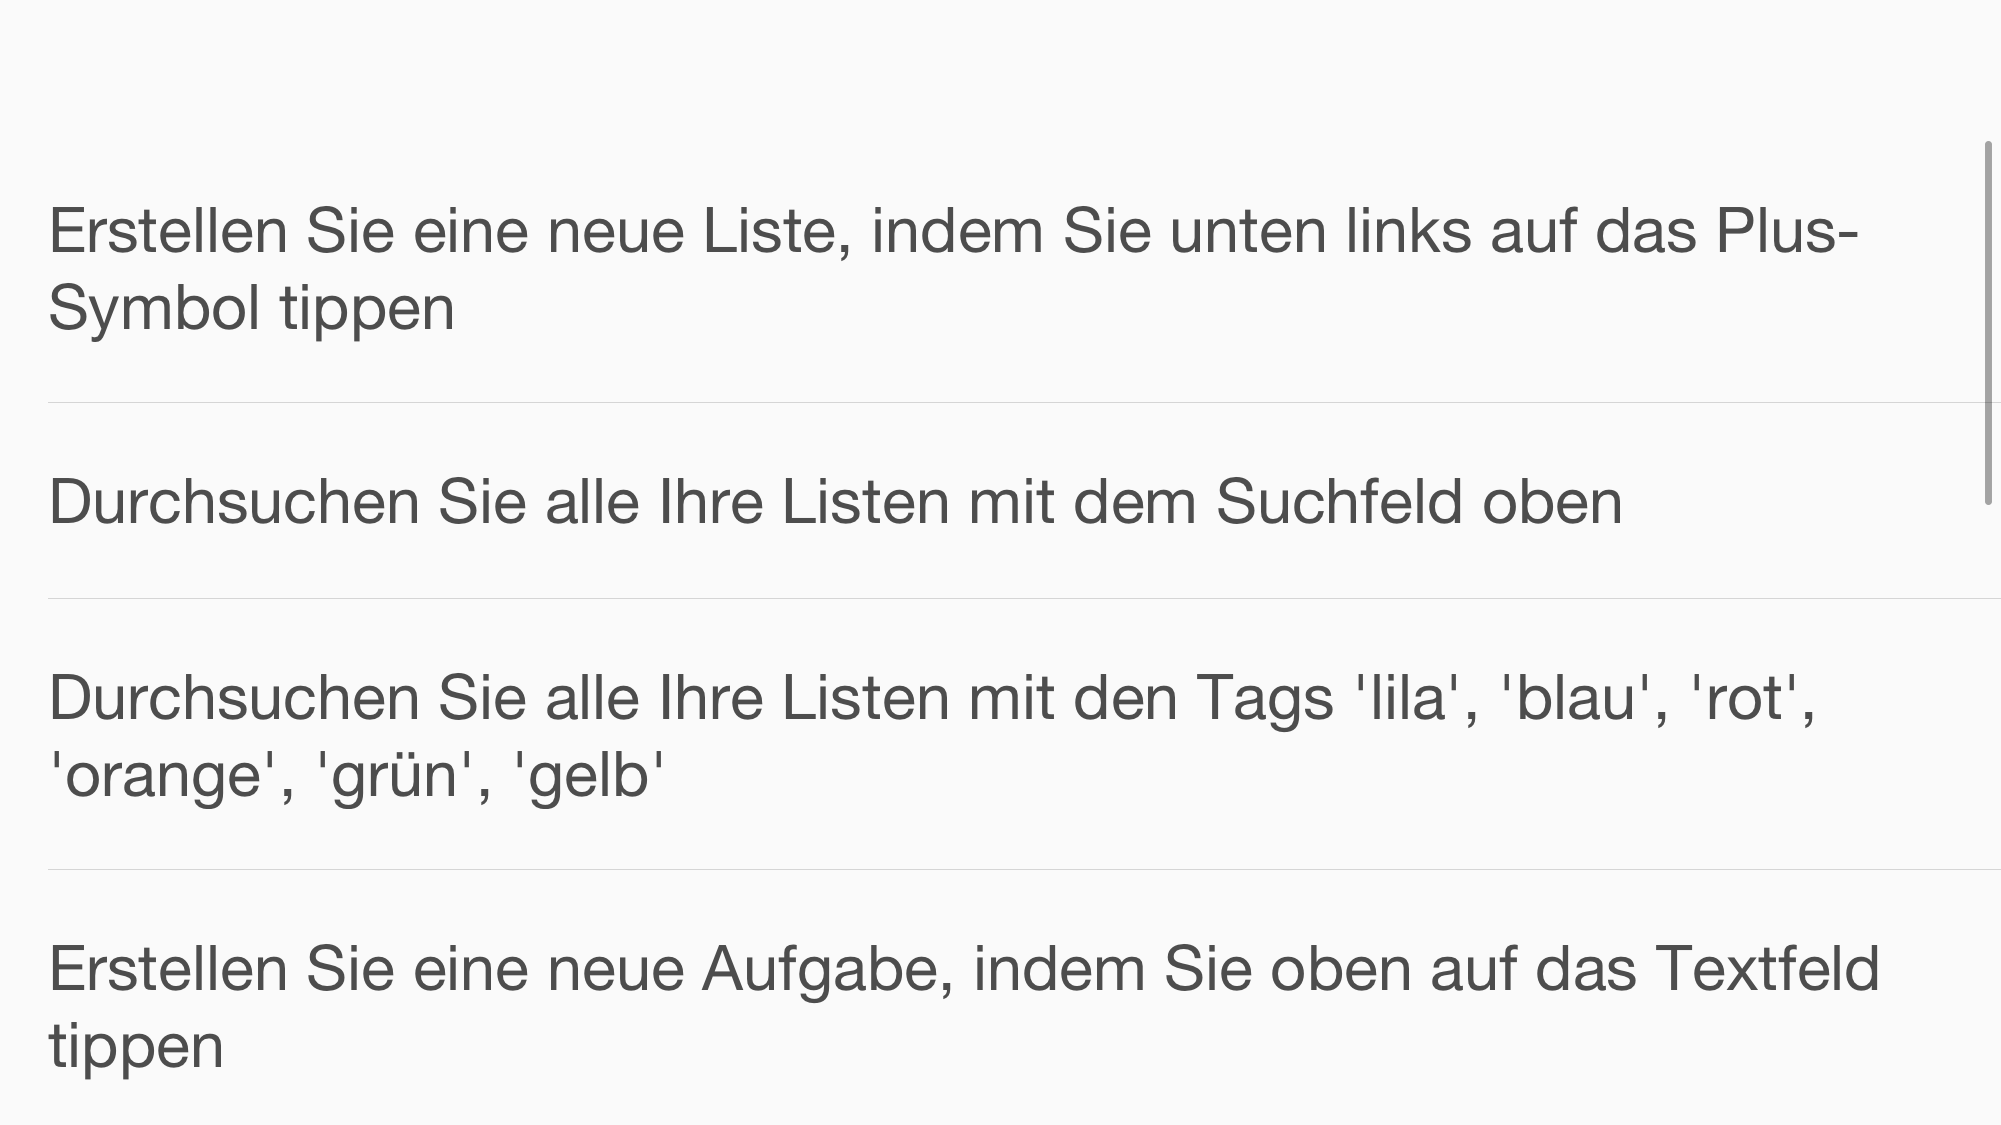 Erstellen Sie eine neue Liste, indem Sie unten links auf das Plus-
Symbol tippen
Durchsuchen Sie alle Ihre Listen mit dem Suchfeld oben
Durchsuchen Sie alle Ihre Listen mit den Tags 'lila', 'blau', 'rot',
'orange', 'grün', 'gelb'
Erstellen Sie eine neue Aufgabe, indem Sie oben auf das Textfeld
tippen